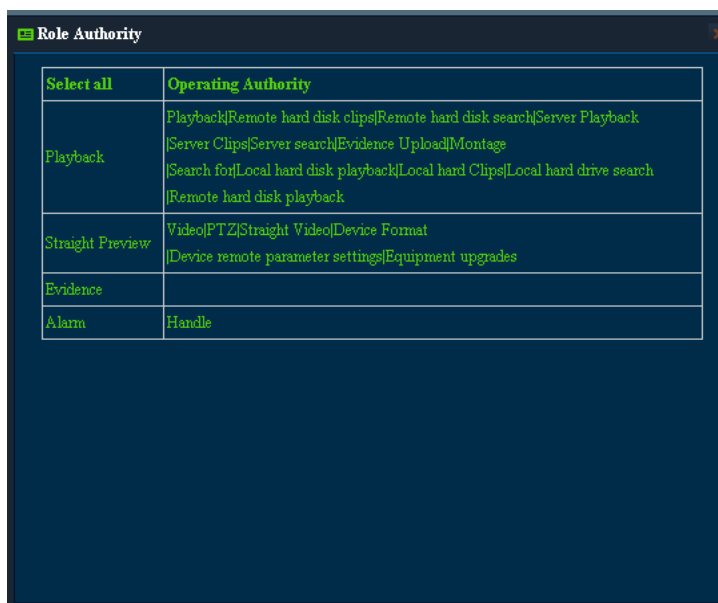 Role Authority
Select all Operating Authority
Playback Playback|Remote hard disk clips|Remote hard disk search|Server Playback
|Server Clips|Server search|Evidence Upload|Montage
|Search for|Local hard disk playback|Local hard Clips|Local hard drive search
|Remote hard disk playback
Straight Preview Video|PTZ|Straight Video|Device Format
|Device remote parameter settings|Equipment upgrades
Evidence
Alarm Handle